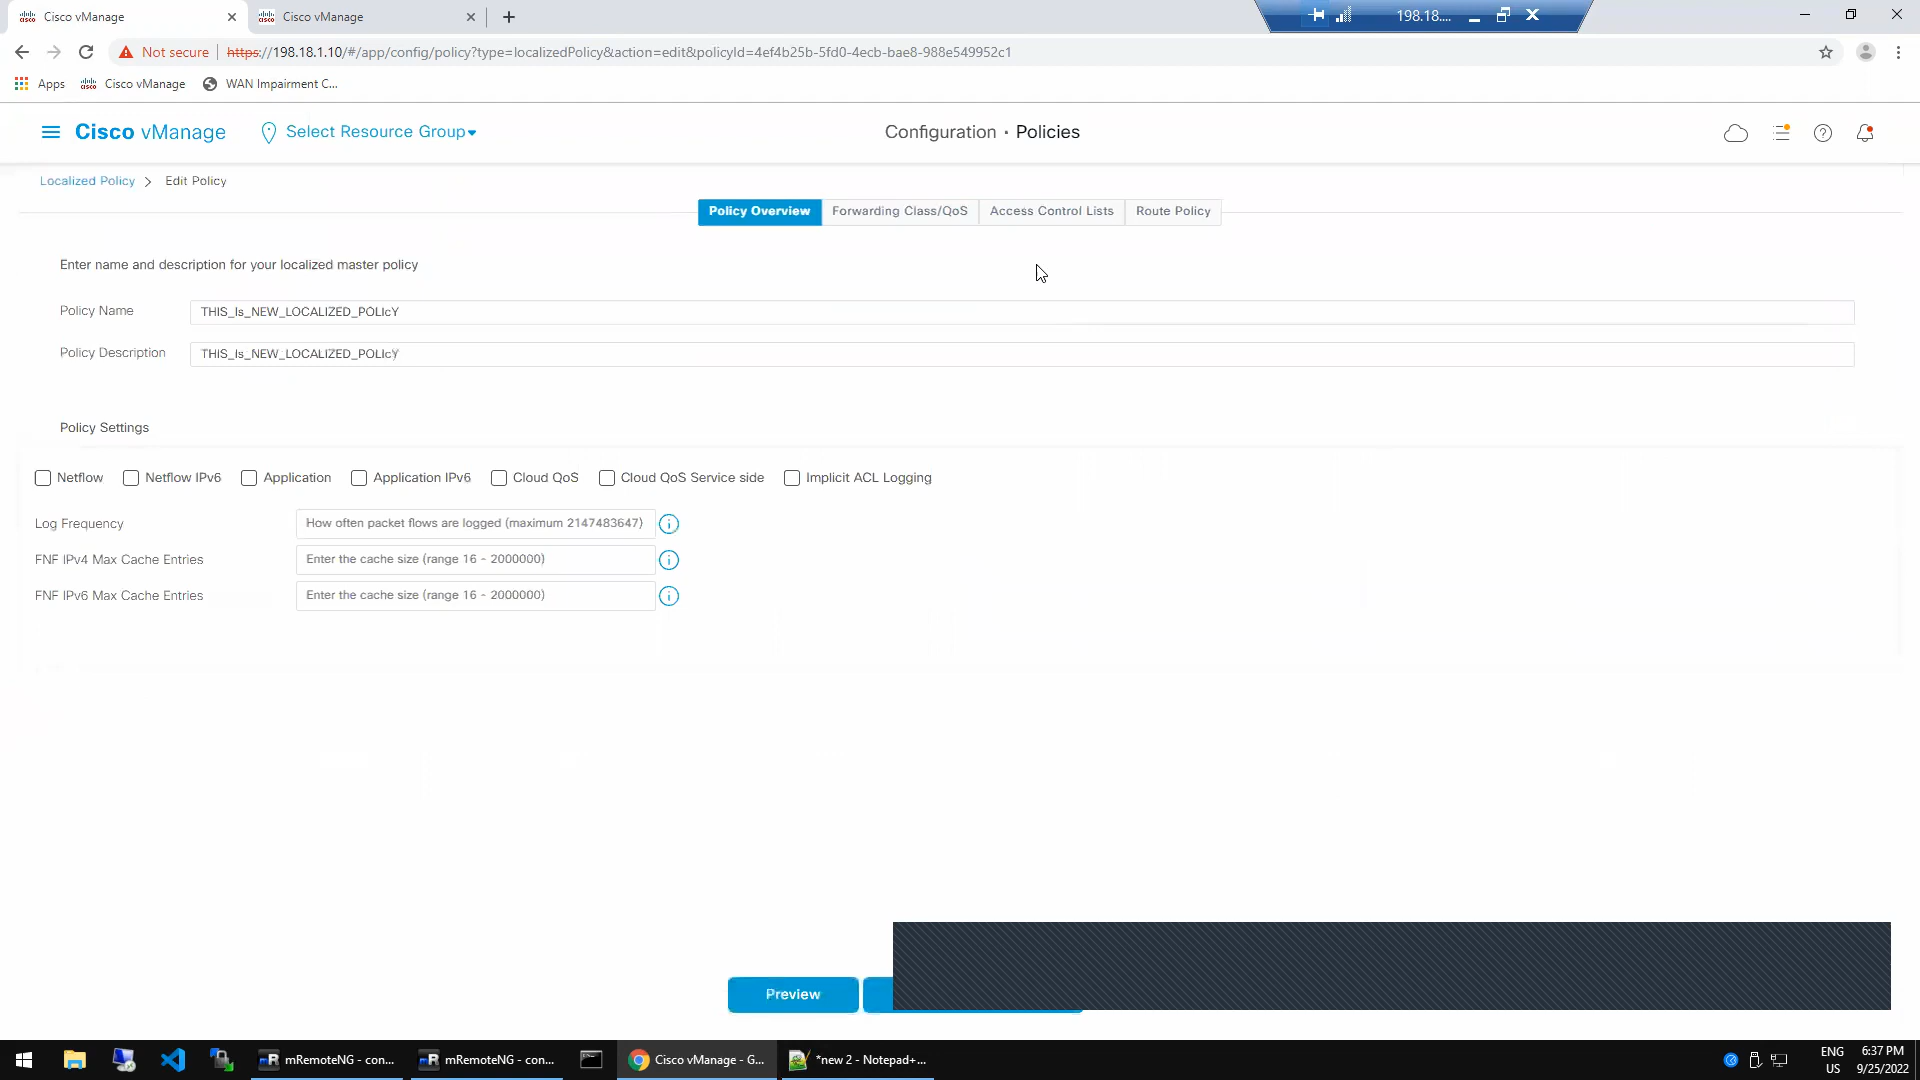 Cisco vManage
Cisco vManage
198.18....
Not secure https://198.18.1.10/#/app/config/policy?type=localizedPolicy&action=edit&policyId=4ef4b25b-5fd0-4ecb-bae8-988e549952c1
Apps Cisco vManage WAN Impairment C...
Cisco vManage Select Resource Group Configuration · Policies
Localized Policy > Edit Policy
Policy Overview Forwarding Class/QoS Access Control Lists Route Policy
Enter name and description for your localized master policy
Policy Name THIS_Is_NEW_LOCALIZED_POLIcY
Policy Description THIS_Is_NEW_LOCALIZED_POLIcY
Policy Settings
Netflow Netflow IPv6 Application Application IPv6 Cloud QoS Cloud QoS Service side Implicit ACL Logging
Log Frequency How often packet flows are logged (maximum 2147483647)
FNF IPv4 Max Cache Entries Enter the cache size (range 16 - 2000000)
FNF IPv6 Max Cache Entries Enter the cache size (range 16 - 2000000)
Preview
mRemoteNG - con... mRemoteNG - con... Cisco vManage - G... *new 2 - Notepad+...
ENG 6:37 PM
US 9/25/2022